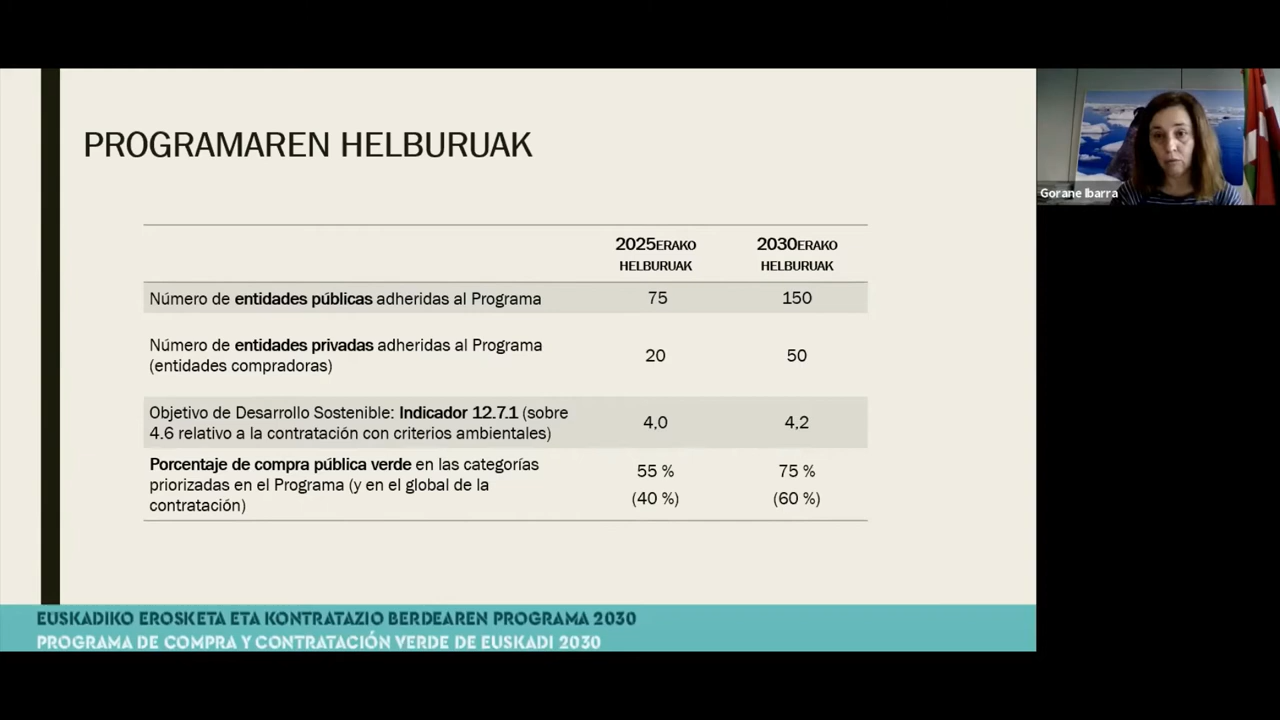 PROGRAMAREN HELBURUAK
Gorane Ibarra
2025ERAKO HELBURUAK
2030ERAKO HELBURUAK
Número de entidades públicas adheridas al Programa 75 150
Número de entidades privadas adheridas al Programa
(entidades compradoras) 20 50
Objetivo de Desarrollo Sostenible: Indicador 12.7.1 (sobre
4.6 relativo a la contratación con criterios ambientales) 4,0 4,2
Porcentaje de compra pública verde en las categorías
priorizadas en el Programa (y en el global de la
contratación) 55 % (40 %) 75 % (60 %)
EUSKADIKO EROSKETA ETA KONTRATAZIO BERDEAREN PROGRAMA 2030
PROGRAMA DE COMPRA Y CONTRATACIÓN VERDE DE EUSKADI 2030